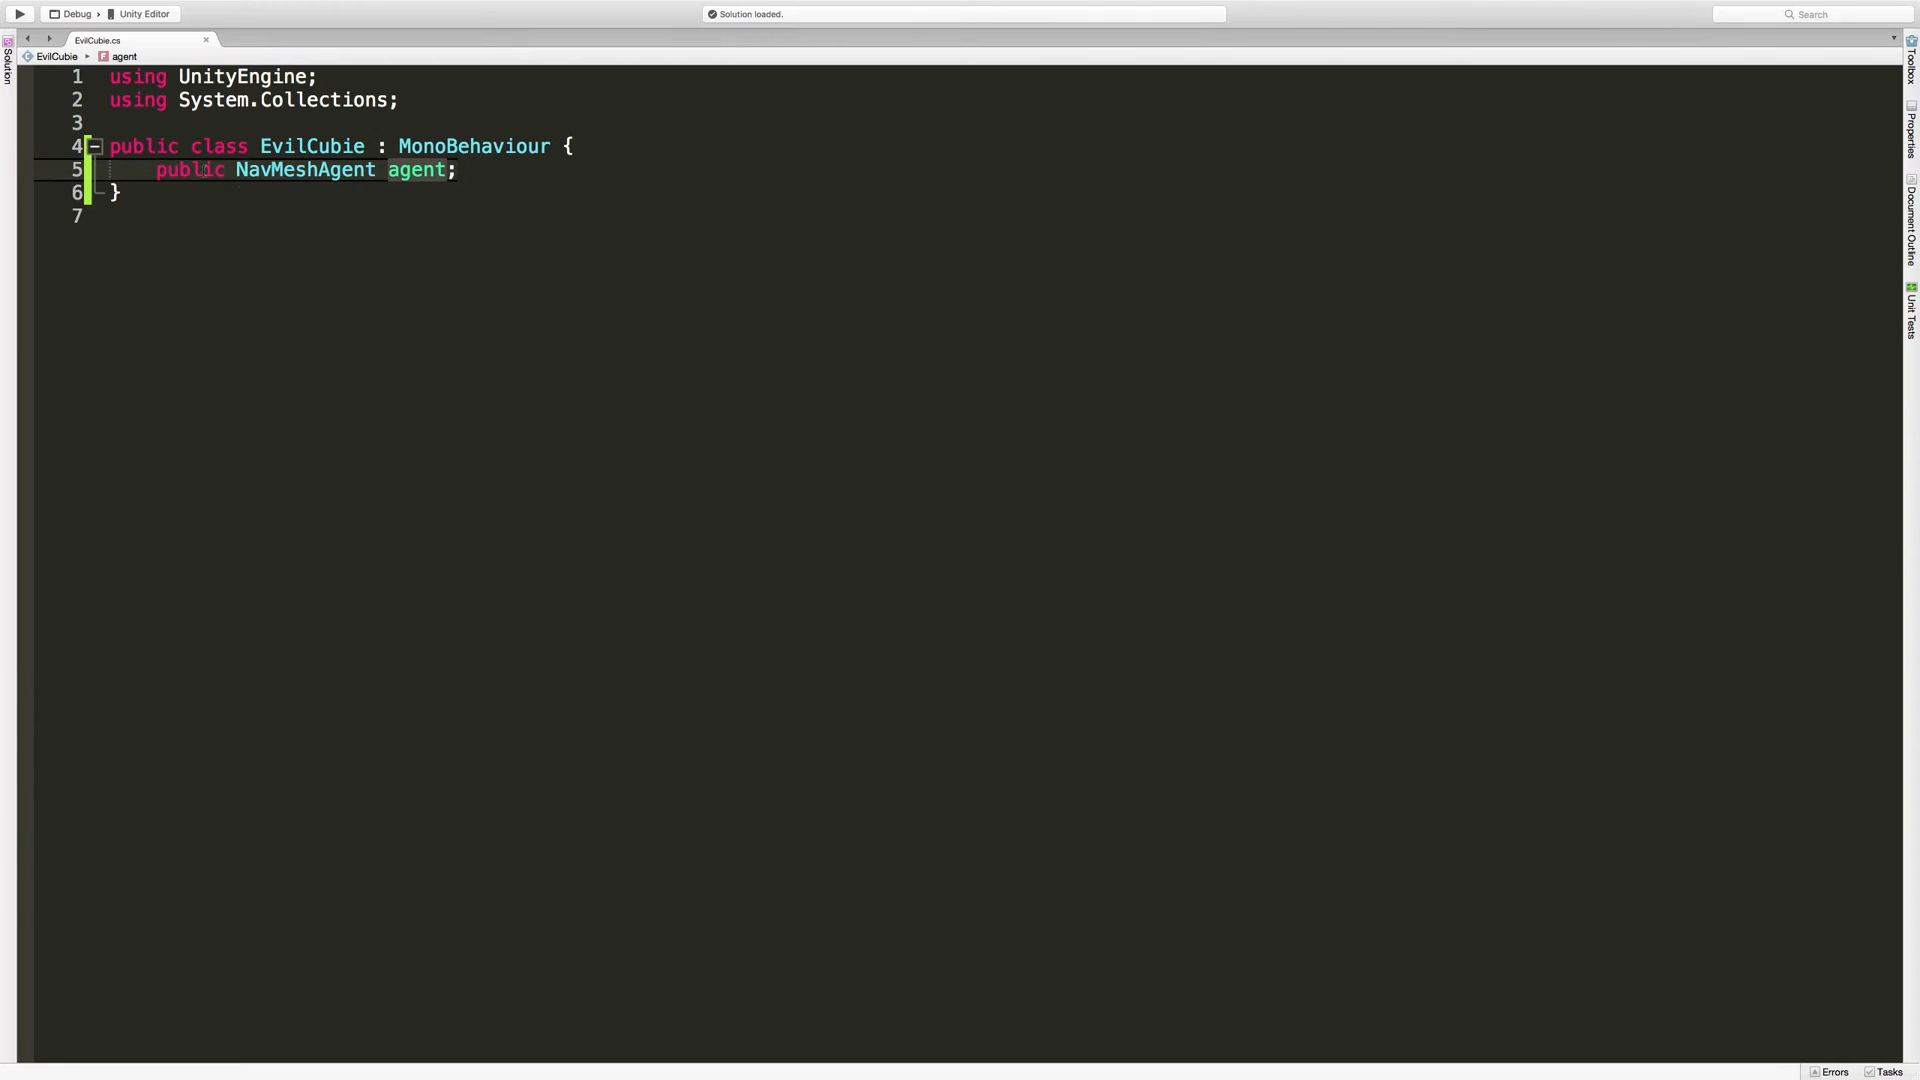 Debug › Unity Editor
Solution loaded.
Search
EvilCubie.cs
EvilCubie ▸ agent
Solution
1 using UnityEngine;
2 using System.Collections;
3
4 public class EvilCubie : MonoBehaviour {
5 public NavMeshAgent agent;
6 }
7
Toolbox
Properties
Document Outline
Unit Tests
Errors Tasks